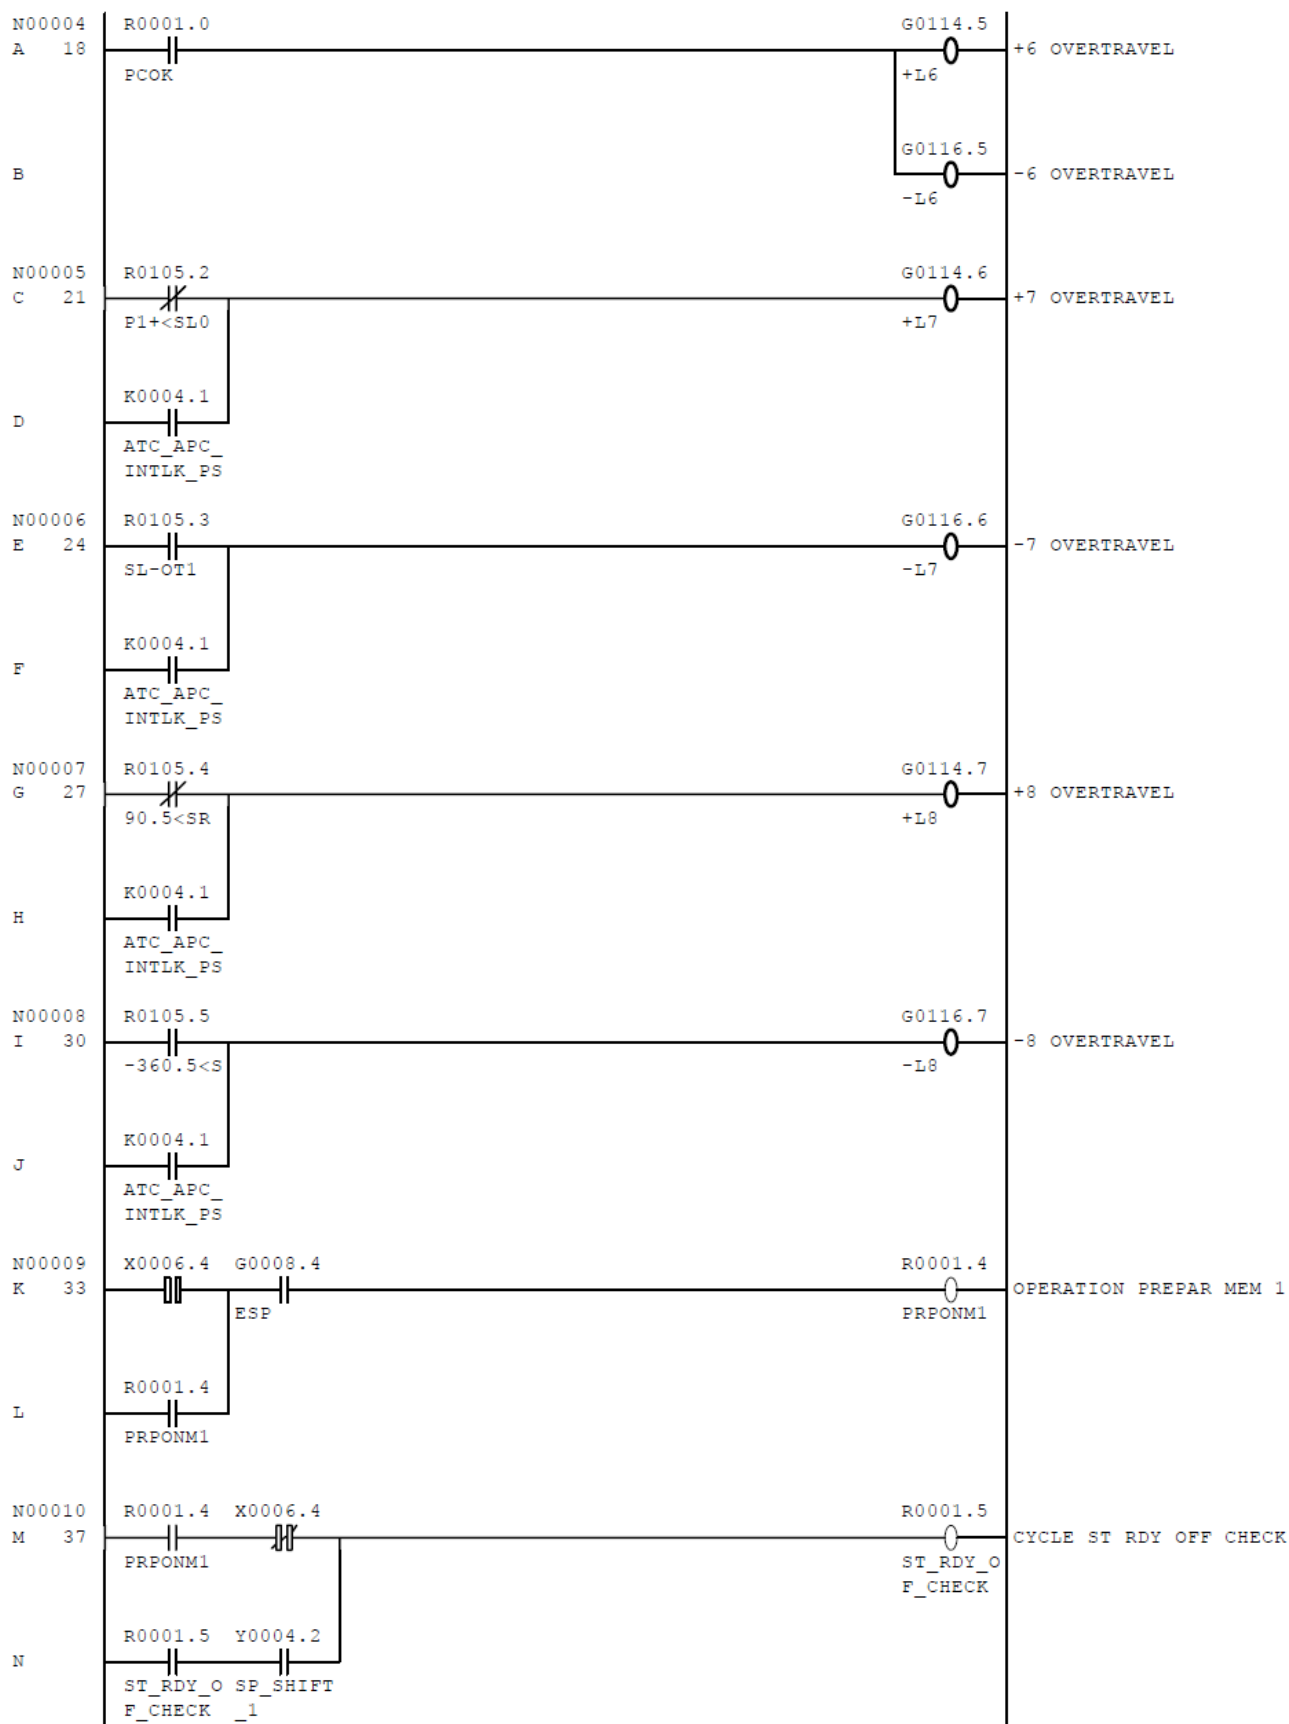 N00004 R0001.0 G0114.5
A 18 +6 OVERTRAVEL
PCOK +L6
G0116.5
B -6 OVERTRAVEL
-L6
N00005 R0105.2 G0114.6
C 21 +7 OVERTRAVEL
P1+<SL0 +L7
K0004.1
D
ATC_APC_
INTLK_PS
N00006 R0105.3 G0116.6
E 24 -7 OVERTRAVEL
SL-OT1 -L7
K0004.1
F
ATC_APC_
INTLK_PS
N00007 R0105.4 G0114.7
G 27 +8 OVERTRAVEL
90.5<SR +L8
K0004.1
H
ATC_APC_
INTLK_PS
N00008 R0105.5 G0116.7
I 30 -8 OVERTRAVEL
-360.5<S -L8
K0004.1
J
ATC_APC_
INTLK_PS
N00009 X0006.4 G0008.4 R0001.4
K 33 OPERATION PREPAR MEM 1
ESP PRPONM1
R0001.4
L
PRPONM1
N00010 R0001.4 X0006.4 R0001.5
M 37 CYCLE ST RDY OFF CHECK
PRPONM1 ST_RDY_O
F_CHECK
R0001.5 Y0004.2
N
ST_RDY_O SP_SHIFT
F_CHECK _1